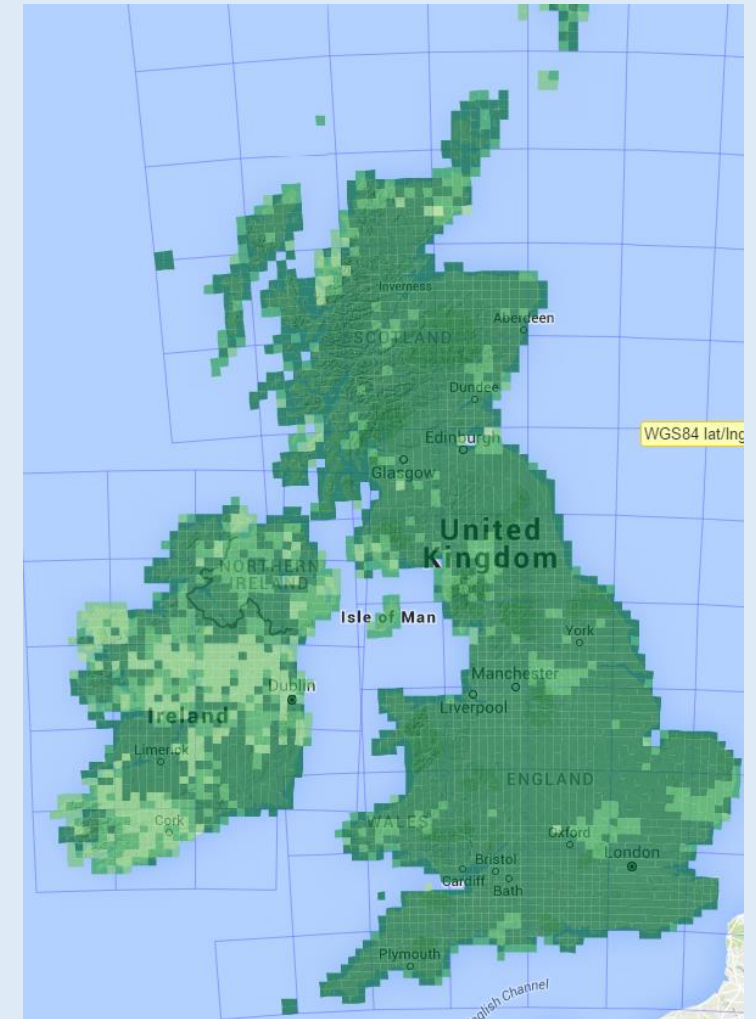 Inverness
Aberdeen
SCOTLAND
Dundee
Edinburgh
WGS84 lat/lng
Glasgow
United
Kingdom
NORTHERN
IRELAND
Isle of Man
York
Manchester
Dublin
Liverpool
Ireland
Limerick
ENGLAND
Cork
WALES
Oxford
London
Bristol
Cardiff
Bath
Plymouth
glish Channel